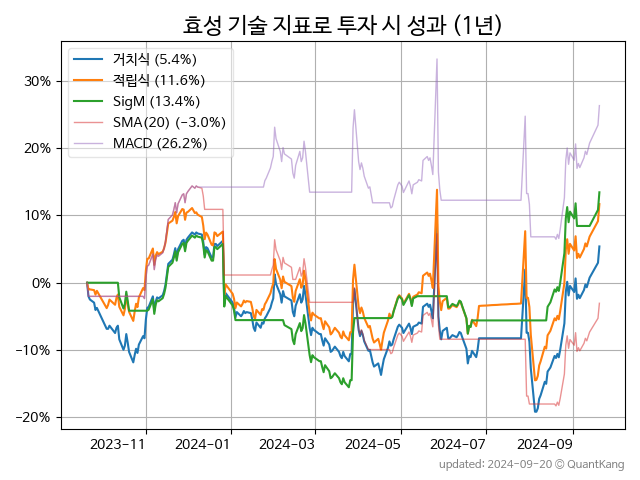 효성 기술 지표로 투자 시 성과 (1년)
거치식 (5.4%)
적립식 (11.6%)
SigM (13.4%)
SMA(20) (−3.0%)
MACD (26.2%)
30%
20%
10%
0%
−10%
−20%
2023-11
2024-01
2024-03
2024-05
2024-07
2024-09
updated: 2024-09-20 © QuantKang